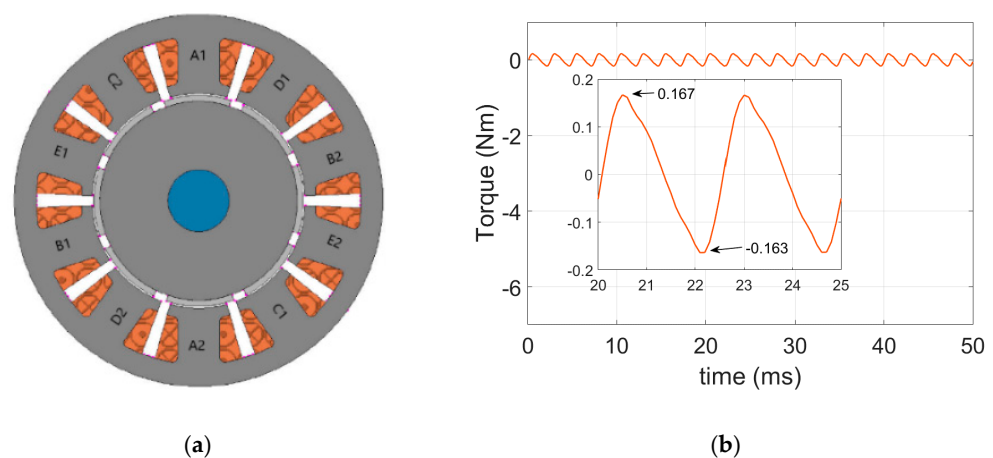 A1
D1
B2
E2
C1
A2
D2
B1
E1
C2
Torque (Nm)
0
-2
-4
-6
0.2
0.1
0
-0.1
-0.2
0.167
-0.163
20 21 22 23 24 25
0 10 20 30 40 50
time (ms)
(a) (b)